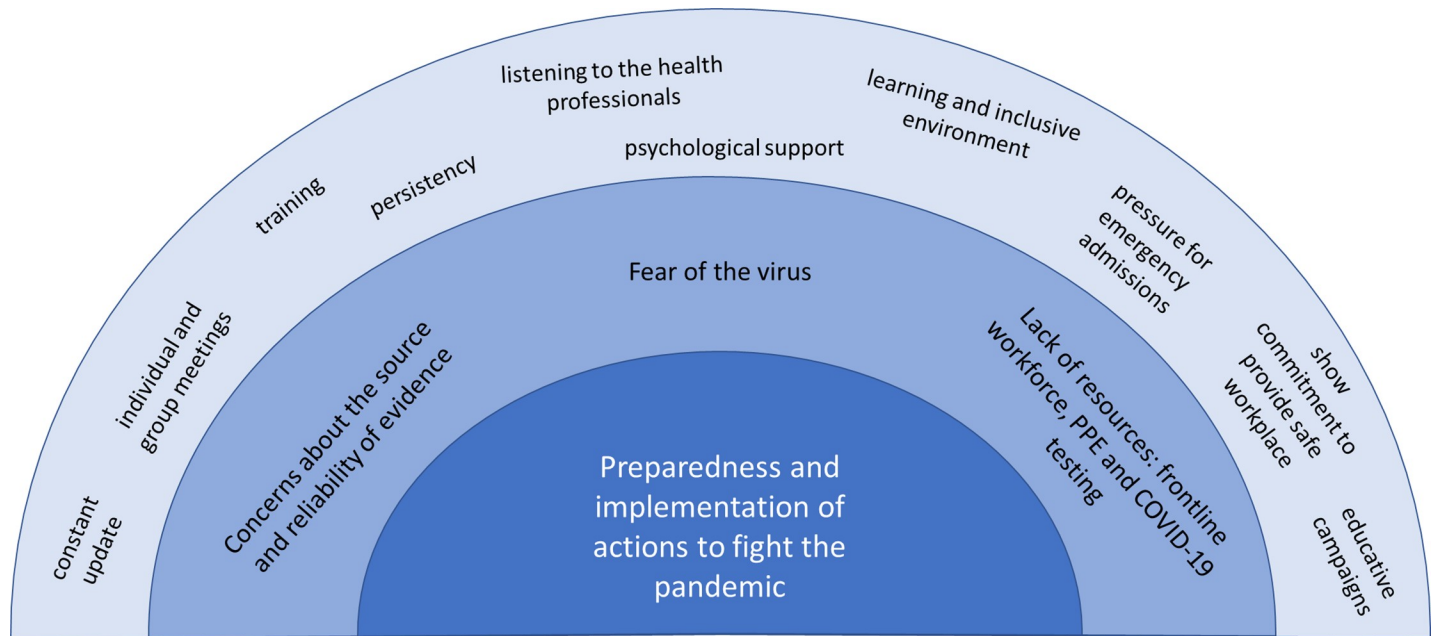 listening to the health
professionals
learning and inclusive
environment
psychological support
persistency
training
pressure for
emergency
admissions
individual and
group meetings
show
commitment to
provide safe
workplace
constant
update
educative
campaigns
Fear of the virus
Concerns about the source
and reliability of evidence
Lack of resources: frontline
workforce, PPE and COVID-19
testing
Preparedness and
implementation of
actions to fight the
pandemic